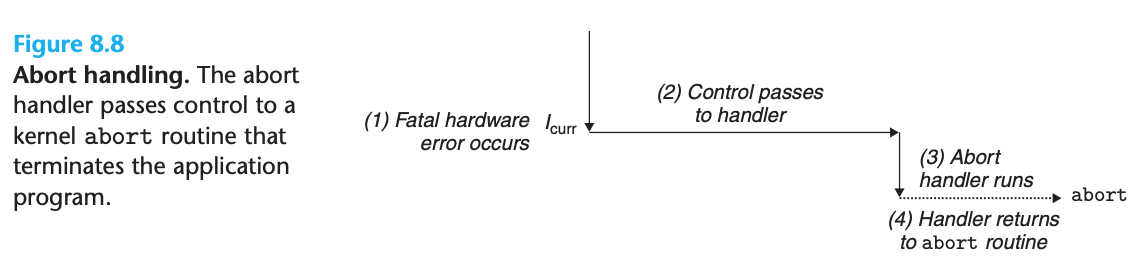 Figure 8.8
Abort handling. The abort
handler passes control to a
kernel abort routine that
terminates the application
program.
(1) Fatal hardware
error occurs
Icurr
(2) Control passes
to handler
(3) Abort
handler runs
abort
(4) Handler returns
to abort routine